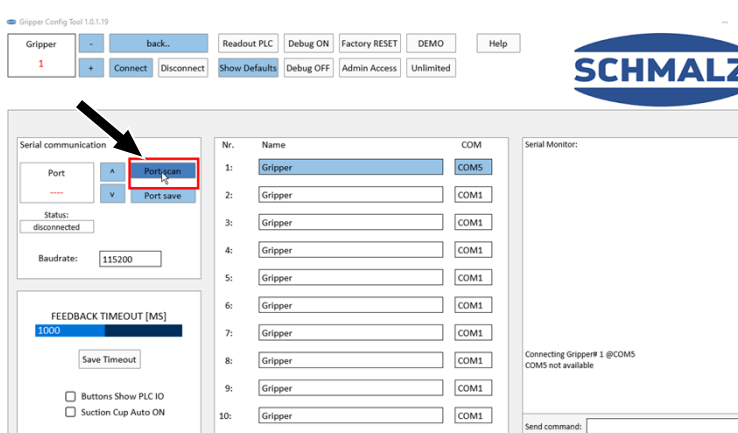 Gripper Config Tool 1.0.1.19
Gripper - back.. Readout PLC Debug ON Factory RESET DEMO Help
1 + Connect Disconnect Show Defaults Debug OFF Admin Access Unlimited
SCHMALZ
Serial communication
Port ^ Port scan
---- v Port save
Status:
disconnected
Baudrate: 115200
FEEDBACK TIMEOUT [MS]
1000
Save Timeout
Buttons Show PLC IO
Suction Cup Auto ON
Nr. Name COM
1: Gripper COM5
2: Gripper COM1
3: Gripper COM1
4: Gripper COM1
5: Gripper COM1
6: Gripper COM1
7: Gripper COM1
8: Gripper COM1
9: Gripper COM1
10: Gripper COM1
Serial Monitor:
Connecting Gripper# 1 @COM5
COM5 not available
Send command: